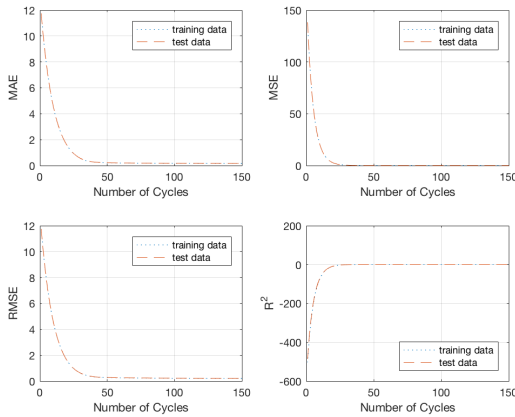 12
10
8
6
4
2
0
MAE
training data
test data
0
50
100
150
Number of Cycles
150
100
50
0
MSE
training data
test data
0
50
100
150
Number of Cycles
12
10
8
6
4
2
0
RMSE
training data
test data
0
50
100
150
Number of Cycles
200
0
-200
-400
-600
R²
training data
test data
0
50
100
150
Number of Cycles